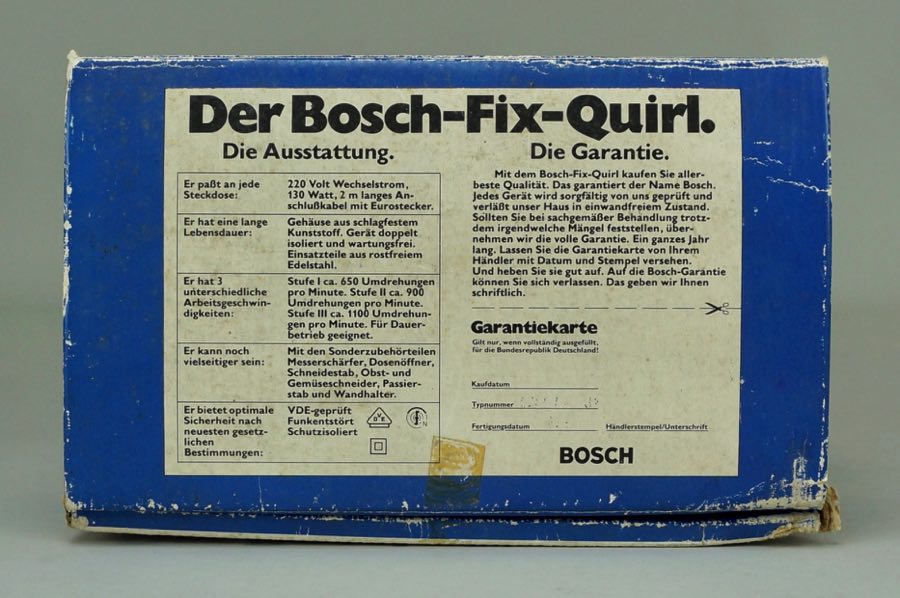 Der Bosch-Fix-Quirl.
Die Ausstattung.
Er paßt an jede
Steckdose:
220 Volt Wechselstrom,
130 Watt, 2 m langes An-
schlußkabel mit Eurostecker.
Er hat eine lange
Lebensdauer:
Gehäuse aus schlagfestem
Kunststoff. Gerät doppelt
isoliert und wartungsfrei.
Einsatzteile aus rostfreiem
Edelstahl.
Er hat 3
unterschiedliche
Arbeitsgeschwin-
digkeiten:
Stufe I ca. 650 Umdrehungen
pro Minute. Stufe II ca. 900
Umdrehungen pro Minute.
Stufe III ca. 1100 Umdrehun-
gen pro Minute. Für Dauer-
betrieb geeignet.
Er kann noch
vielseitiger sein:
Mit den Sonderzubehörteilen
Messerschärfer, Dosenöffner,
Schneidestab, Obst- und
Gemüseschneider, Passier-
stab und Wandhalter.
Er bietet optimale
Sicherheit nach
neuesten gesetz-
lichen
Bestimmungen:
VDE-geprüft
Funkentstört
Schutzisoliert
VDE
N
Die Garantie.
Mit dem Bosch-Fix-Quirl kaufen Sie aller-
beste Qualität. Das garantiert der Name Bosch.
Jedes Gerät wird sorgfältig von uns geprüft und
verläßt unser Haus in einwandfreiem Zustand.
Sollten Sie bei sachgemäßer Behandlung trotz-
dem irgendwelche Mängel feststellen, über-
nehmen wir die volle Garantie. Ein ganzes Jahr
lang. Lassen Sie die Garantiekarte von Ihrem
Händler mit Datum und Stempel versehen.
Und heben Sie sie gut auf. Auf die Bosch-Garantie
können Sie sich verlassen. Das geben wir Ihnen
schriftlich.
Garantiekarte
Gilt nur, wenn vollständig ausgefüllt,
für die Bundesrepublik Deutschland!
Kaufdatum
Typnummer
Fertigungsdatum
Händlerstempel/Unterschrift
BOSCH